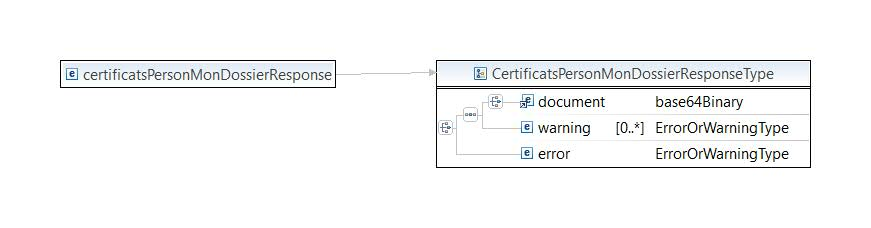 certificatsPersonMonDossierResponse
CertificatsPersonMonDossierResponseType
document base64Binary
warning [0..*] ErrorOrWarningType
error ErrorOrWarningType